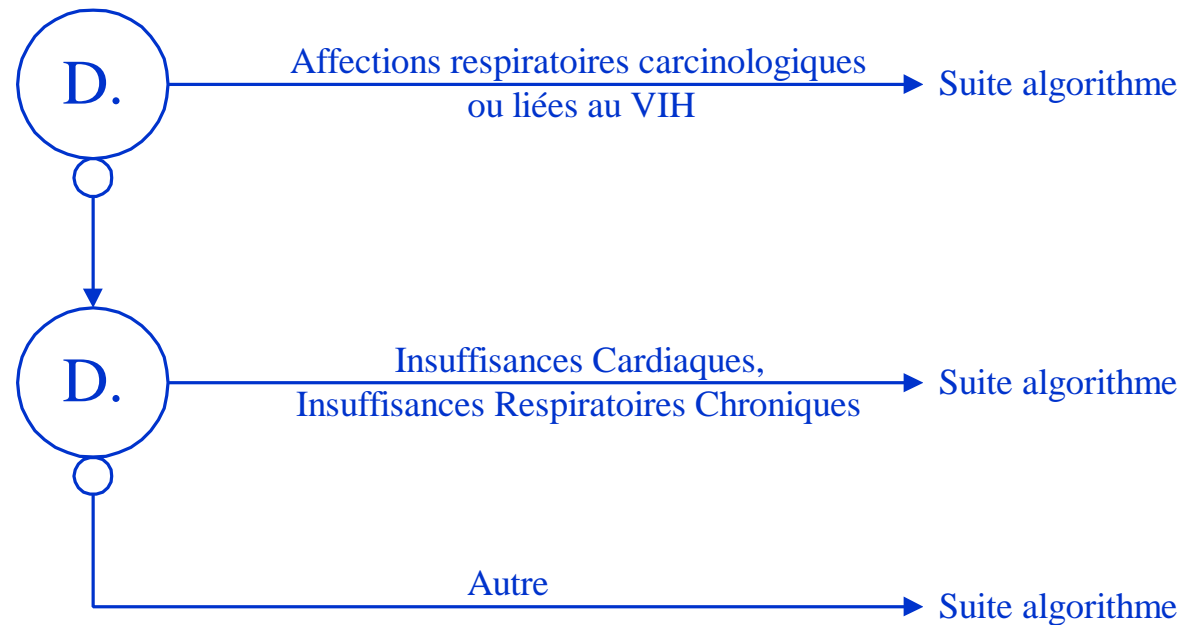 D.
Affections respiratoires carcinologiques
ou liées au VIH
Suite algorithme
D.
Insuffisances Cardiaques,
Insuffisances Respiratoires Chroniques
Suite algorithme
Autre
Suite algorithme